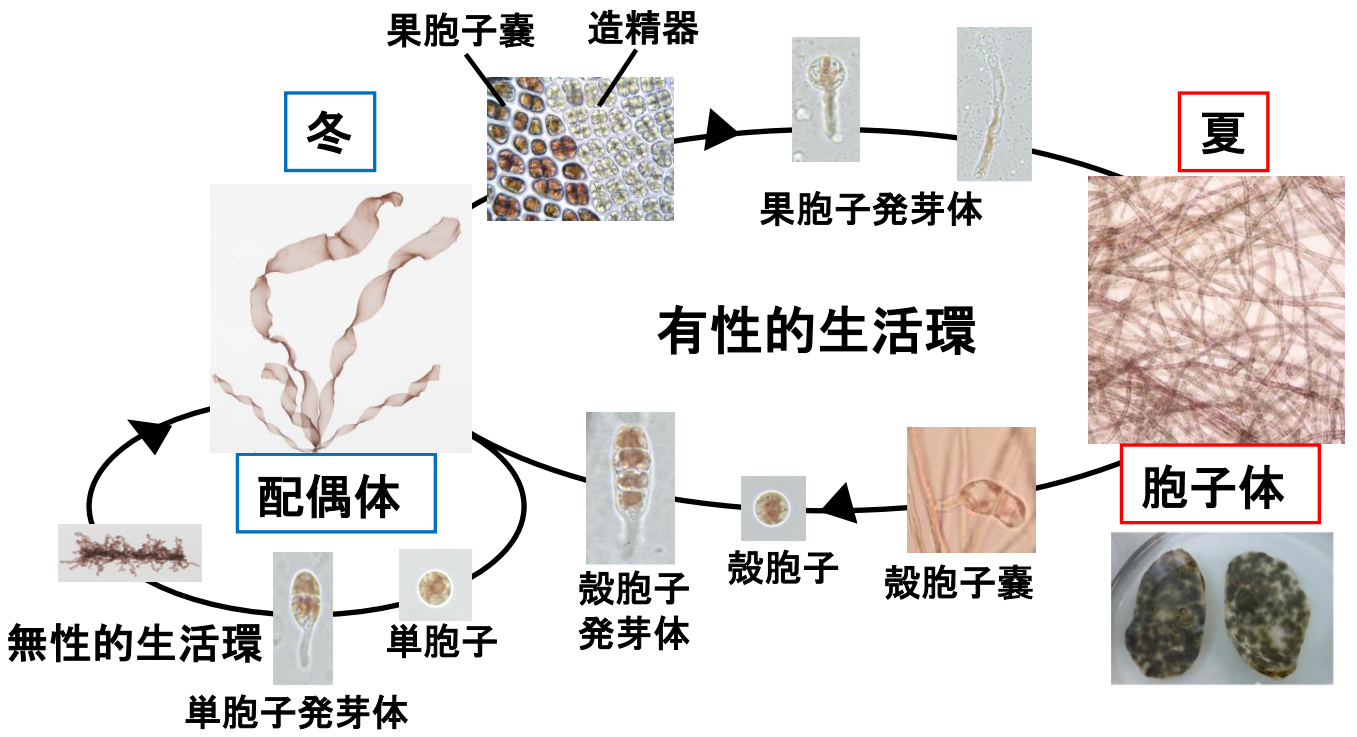 果胞子嚢
造精器
冬
夏
果胞子発芽体
有性的生活環
配偶体
胞子体
殻胞子
発芽体
殻胞子
殻胞子嚢
単胞子
無性的生活環
単胞子発芽体